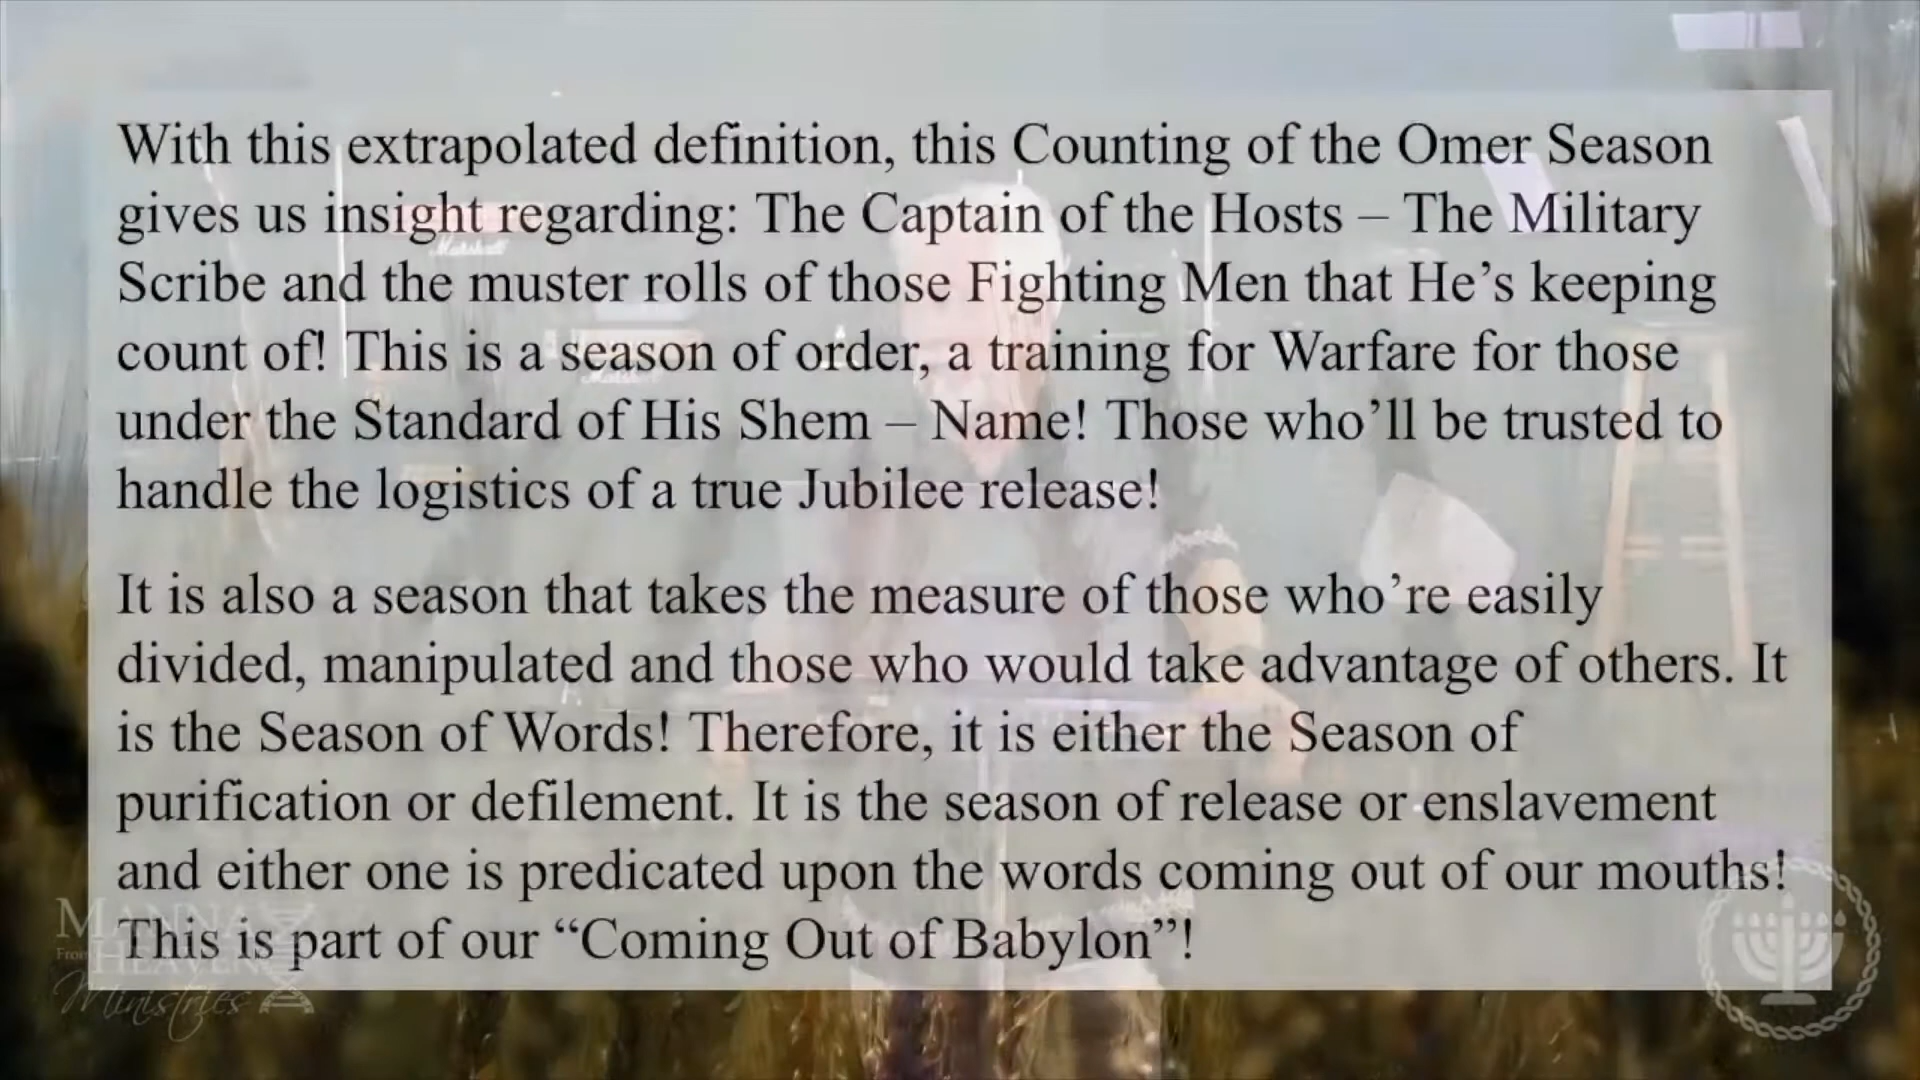 With this extrapolated definition, this Counting of the Omer Season
gives us insight regarding: The Captain of the Hosts – The Military
Scribe and the muster rolls of those Fighting Men that He’s keeping
count of! This is a season of order, a training for Warfare for those
under the Standard of His Shem – Name! Those who’ll be trusted to
handle the logistics of a true Jubilee release!
It is also a season that takes the measure of those who’re easily
divided, manipulated and those who would take advantage of others. It
is the Season of Words! Therefore, it is either the Season of
purification or defilement. It is the season of release or enslavement
and either one is predicated upon the words coming out of our mouths!
This is part of our “Coming Out of Babylon”!
Marshall
Manna
From
Heaven
Ministries